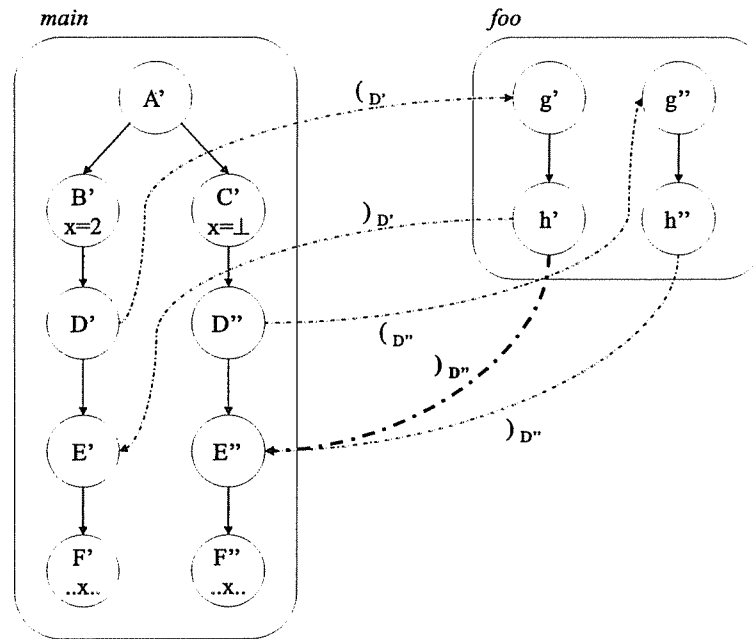 main
foo
A'
( D'
g'
g''
B'
x=2
C'
x=⊥
) D'
h'
h''
D'
D''
( D''
) D''
E'
E''
) D''
F'
..x..
F''
..x..